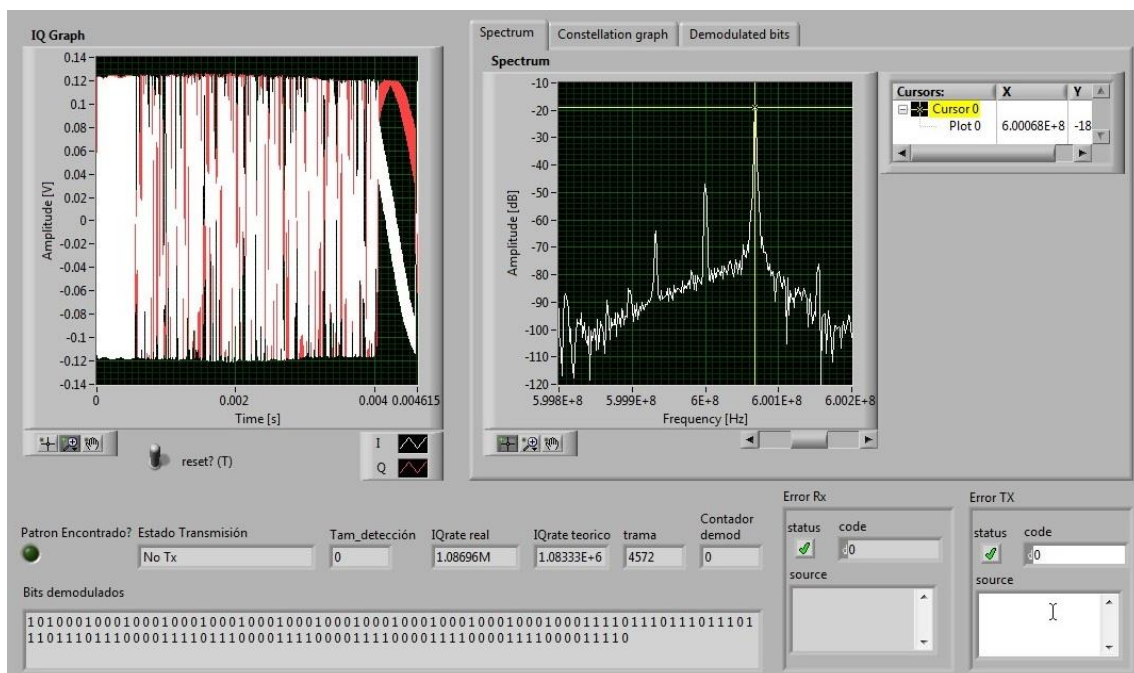 IQ Graph
0.14
0.12
0.1
0.08
0.06
0.04
0.02
0
-0.02
-0.04
-0.06
-0.08
-0.1
-0.12
-0.14
Amplitude [V]
0 0.002 0.004 0.004615
Time [s]
reset? (T)
I
Q
Spectrum Constellation graph Demodulated bits
Spectrum
-10
-20
-30
-40
-50
-60
-70
-80
-90
-100
-110
-120
Amplitude [dB]
5.998E+8 5.999E+8 6E+8 6.001E+8 6.002E+8
Frequency [Hz]
Cursors: X Y
Cursor 0
Plot 0 6.00068E+8 -18
Patron Encontrado? Estado Transmisión Tam_detección IQrate real IQrate teorico trama Contador demod
No Tx 0 1.08696M 1.08333E+6 4572 0
Bits demodulados
Error Rx
status code
0
source
Error TX
status code
d0
source